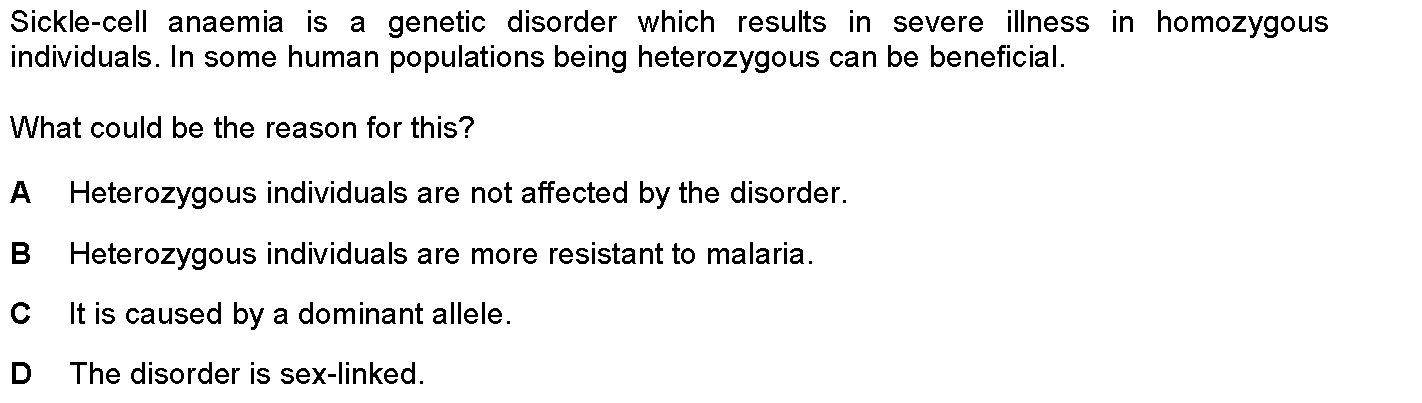 Sickle-cell anaemia is a genetic disorder which results in severe illness in homozygous
individuals. In some human populations being heterozygous can be beneficial.
What could be the reason for this?
A Heterozygous individuals are not affected by the disorder.
B Heterozygous individuals are more resistant to malaria.
C It is caused by a dominant allele.
D The disorder is sex-linked.